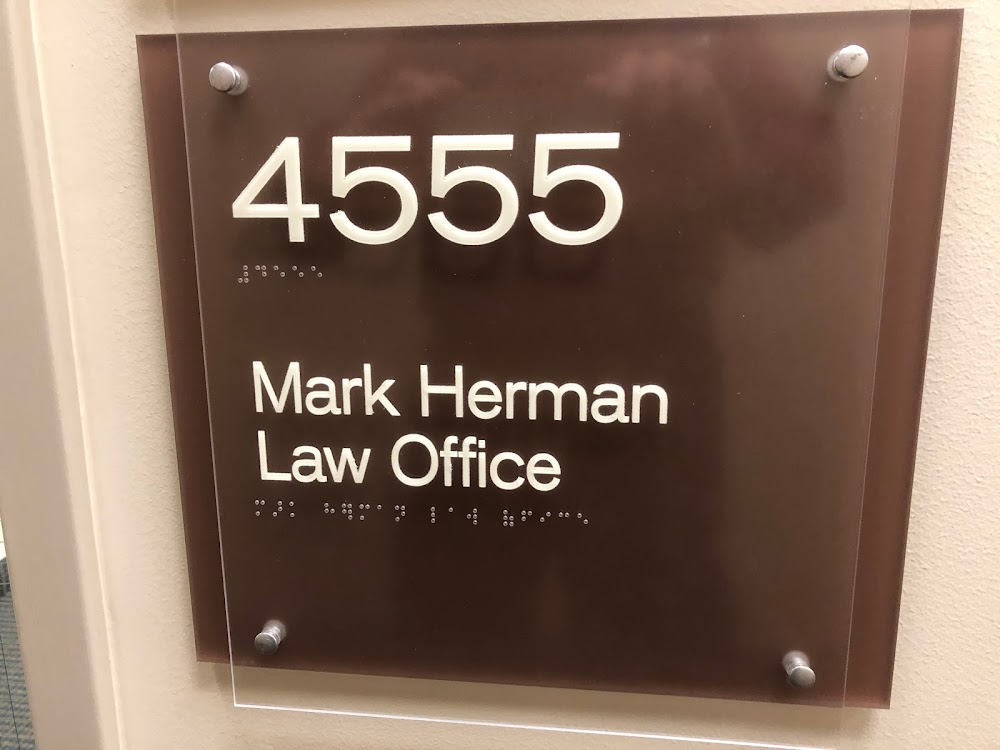 4555
⠼⠙⠑⠑⠑
Mark Herman
Law Office